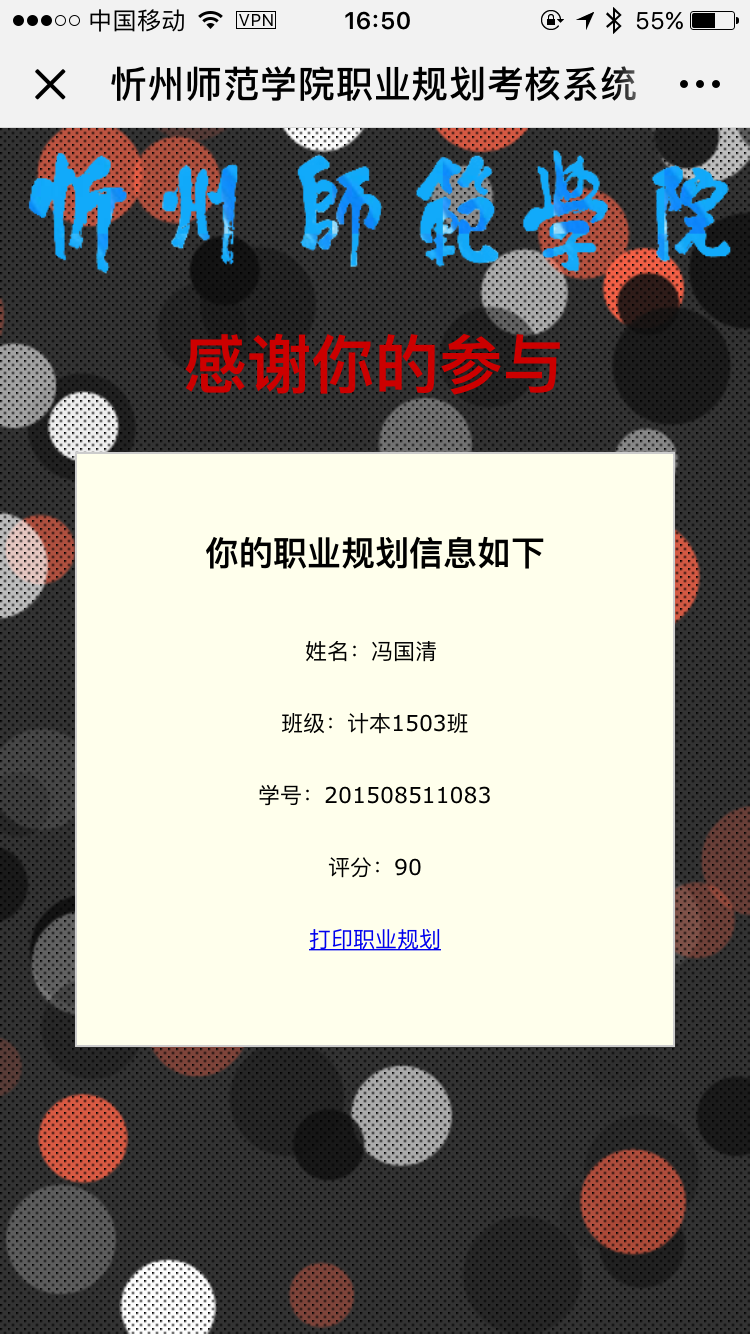 中国移动 VPN 16:50 55%
忻州师范学院职业规划考核系统
忻州師範學院
感谢你的参与
你的职业规划信息如下
姓名：冯国清
班级：计本1503班
学号：201508511083
评分：90
打印职业规划